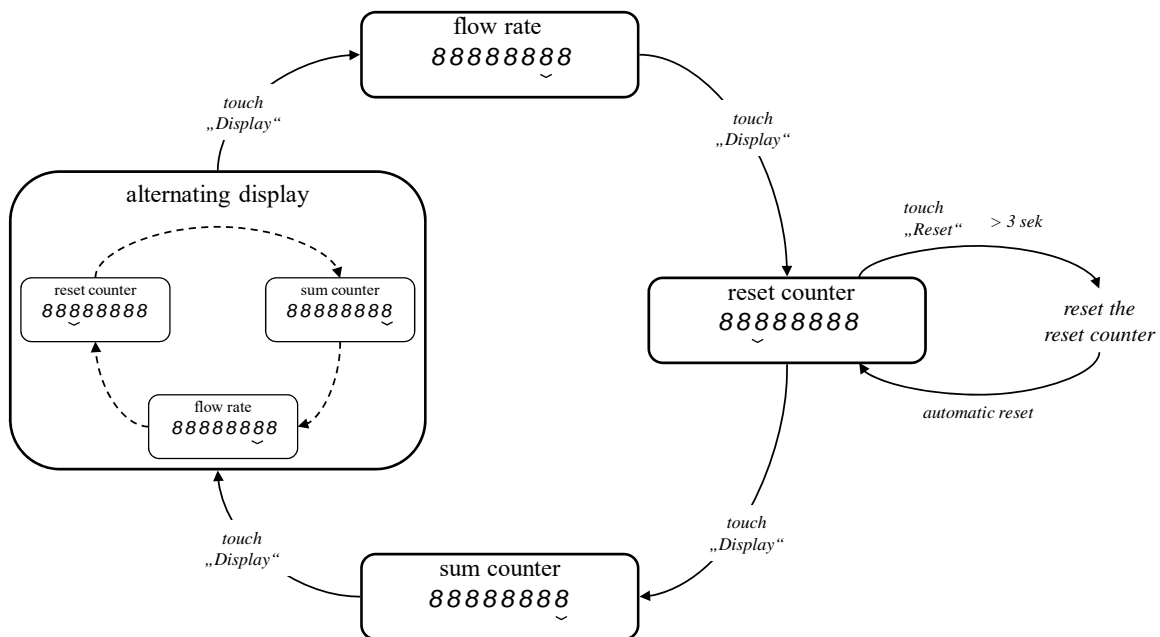 flow rate
88888888
touch
„Display“
touch
„Display“
alternating display
reset counter
88888888
sum counter
88888888
flow rate
88888888
touch
„Reset“
> 3 sek
reset counter
88888888
reset the
reset counter
automatic reset
touch
„Display“
touch
„Display“
sum counter
88888888